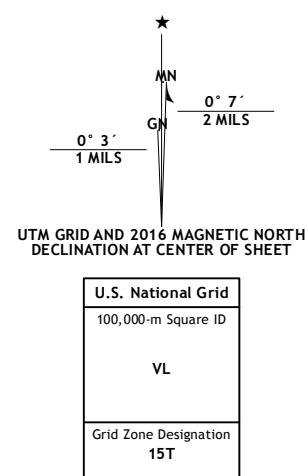 MN
0° 7´
2 MILS
GN
0° 3´
1 MILS
UTM GRID AND 2016 MAGNETIC NORTH
DECLINATION AT CENTER OF SHEET
U.S. National Grid
100,000-m Square ID
VL
Grid Zone Designation
15T